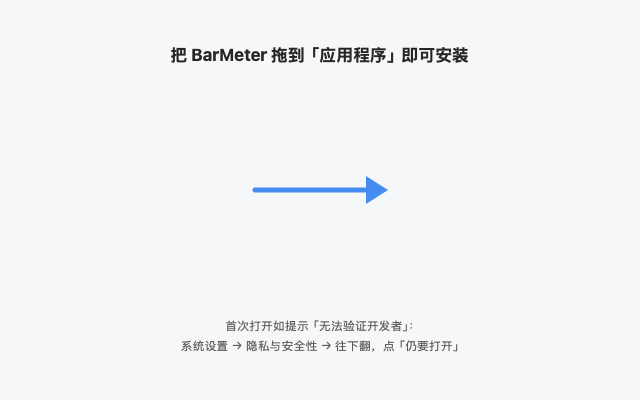 把 BarMeter 拖到「应用程序」即可安装
首次打开如提示「无法验证开发者」：
系统设置 → 隐私与安全性 → 往下翻，点「仍要打开」